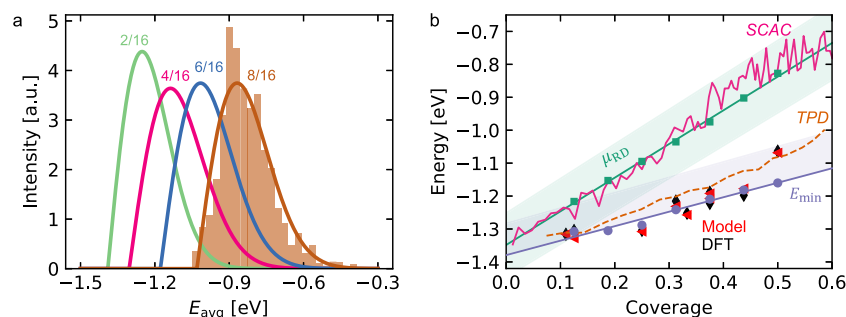 a
b
5
4
3
2
1
0
Intensity [a.u.]
2/16
4/16
6/16
8/16
−1.5
−1.2
−0.9
−0.6
−0.3
E_avg [eV]
−0.7
−0.8
−0.9
−1.0
−1.1
−1.2
−1.3
−1.4
Energy [eV]
SCAC
TPD
μ_RD
E_min
Model
DFT
0.0
0.1
0.2
0.3
0.4
0.5
0.6
Coverage